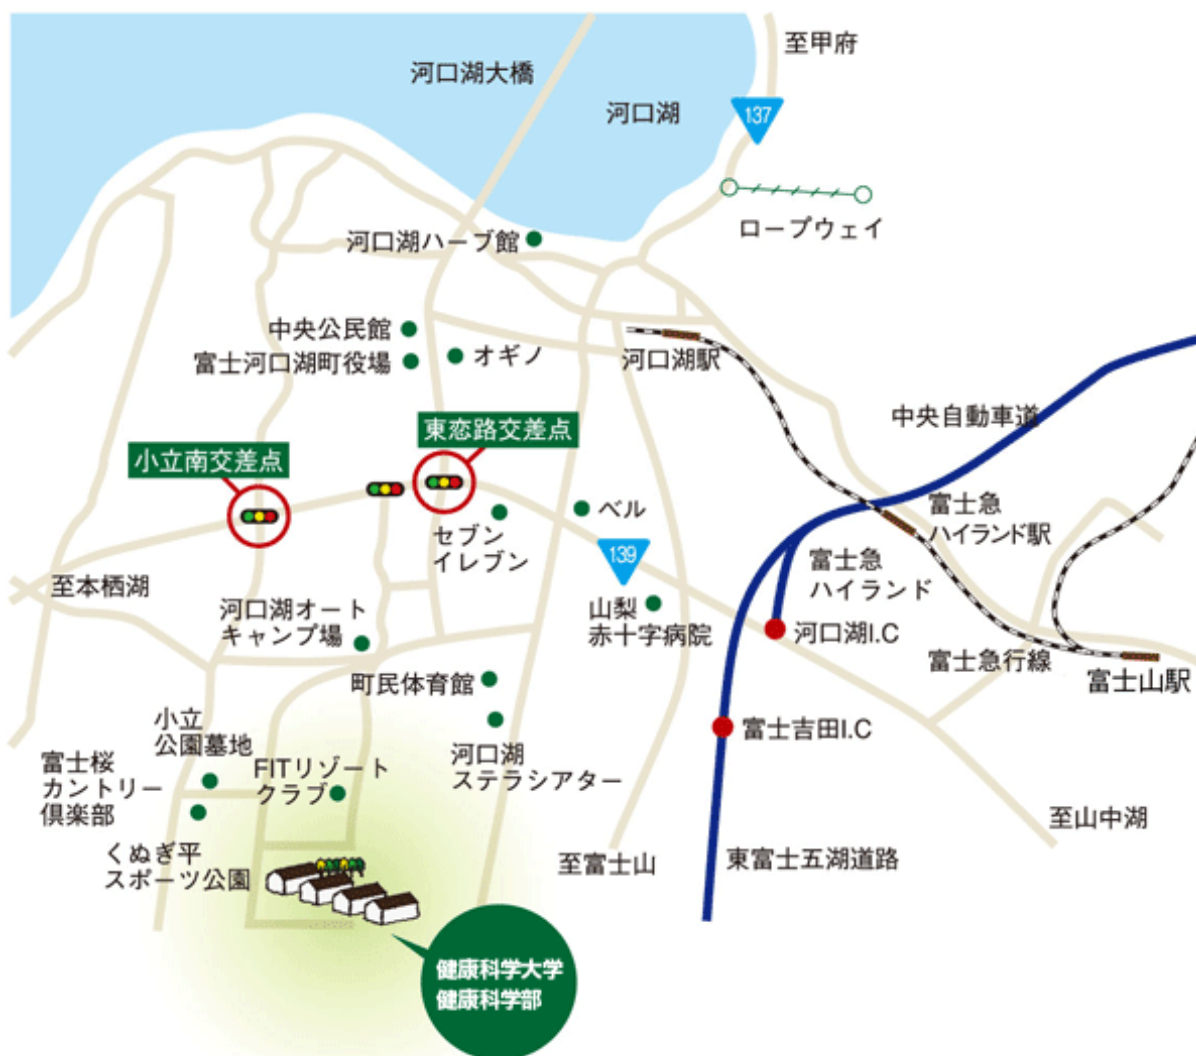 至甲府
河口湖大橋
河口湖
137
ロープウェイ
河口湖ハーブ館
中央公民館
富士河口湖町役場
オギノ
河口湖駅
中央自動車道
東恋路交差点
小立南交差点
セブン
イレブン
ベル
139
富士急
ハイランド駅
富士急
ハイランド
至本栖湖
河口湖オート
キャンプ場
山梨
赤十字病院
河口湖I.C
富士急行線
富士山駅
町民体育館
小立
公園墓地
富士吉田I.C
河口湖
ステラシアター
富士桜
カントリー
倶楽部
FITリゾート
クラブ
至山中湖
くぬぎ平
スポーツ公園
至富士山
東富士五湖道路
健康科学大学
健康科学部